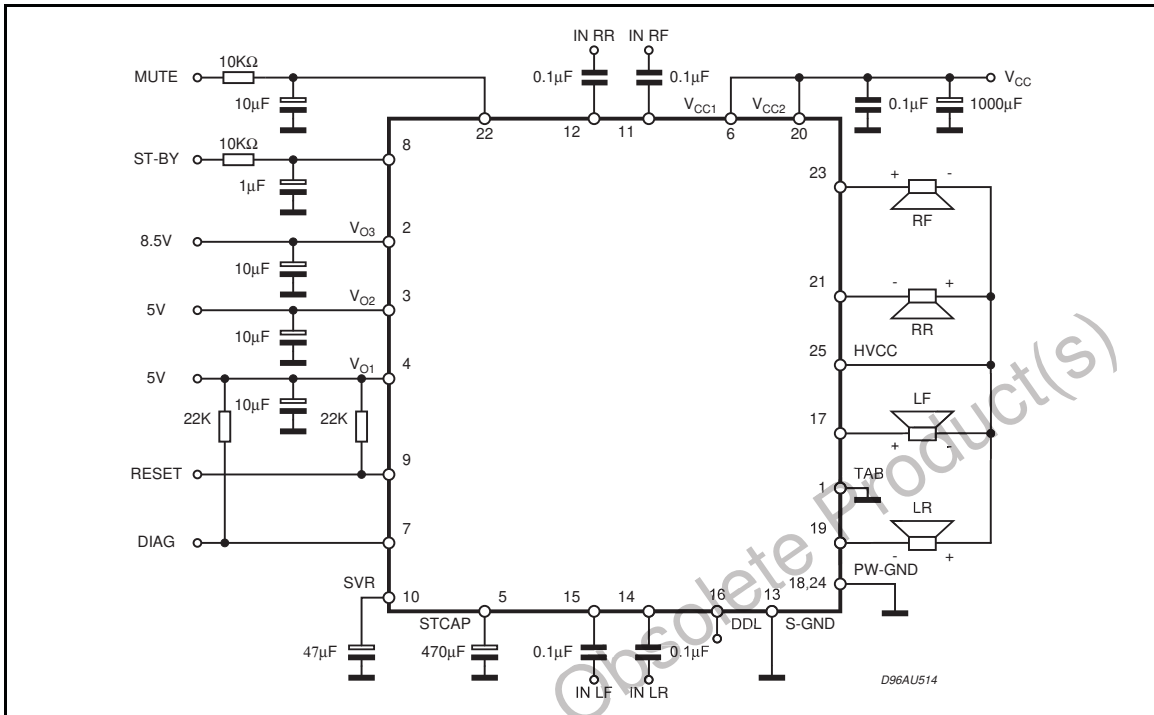 IN RR IN RF
10KΩ
MUTE
0.1μF 0.1μF
VCC
10μF
VCC1 VCC2
0.1μF 1000μF
22 12 11 6 20
10KΩ
ST-BY
8
23
1μF
+ -
RF
VO3
2
8.5V
10μF
21
- +
RR
VO2
3
5V
10μF
25 HVCC
VO1
4
5V
LF
22K 10μF 22K
17
+ -
RESET
9
1 TAB
LR
7
19
DIAG
- +
PW-GND
18,24
SVR
10 5 15 14 16 13
STCAP DDL S-GND
47μF 470μF 0.1μF 0.1μF
IN LF IN LR
D96AU514
Obsolete Product(s)